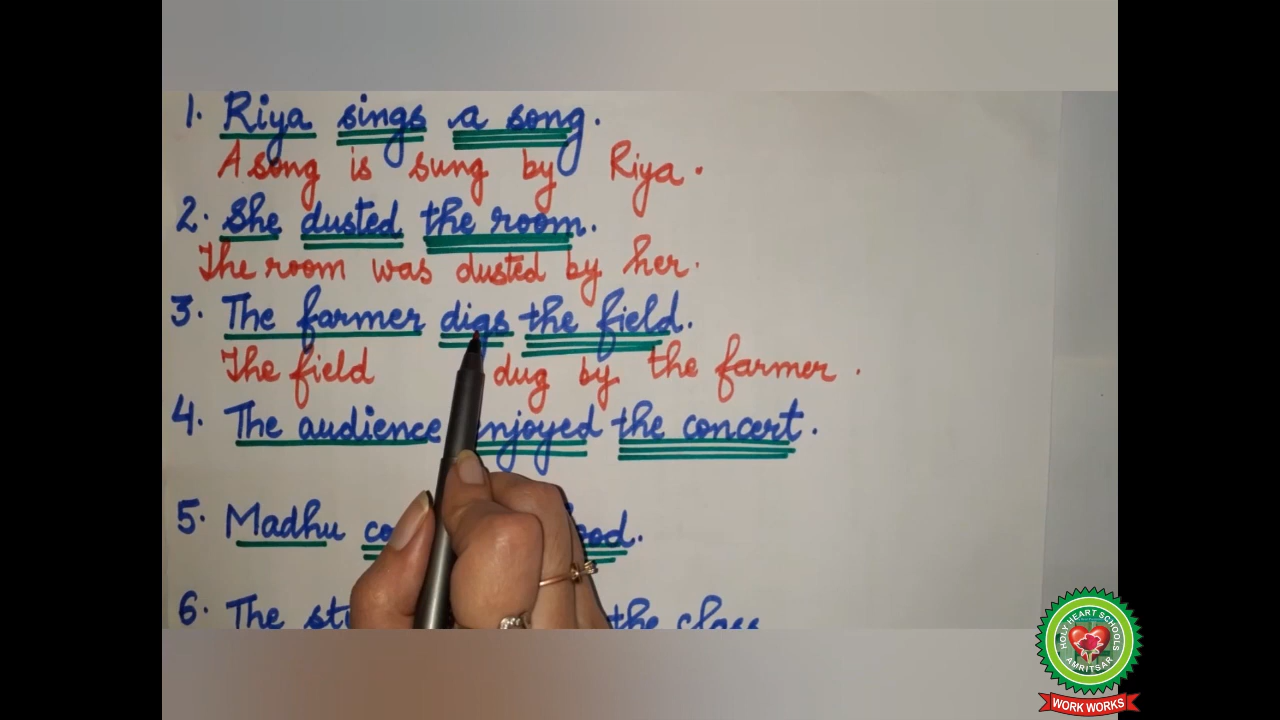 1. Riya sings a song.
A song is sung by Riya.
2. She dusted the room.
The room was dusted by her.
3. The farmer digs the field.
The field dug by the farmer.
4. The audience enjoyed the concert.
5. Madhu
6. The the class
HOLY HEART SCHOOLS
AMRITSAR
WORK WORKS